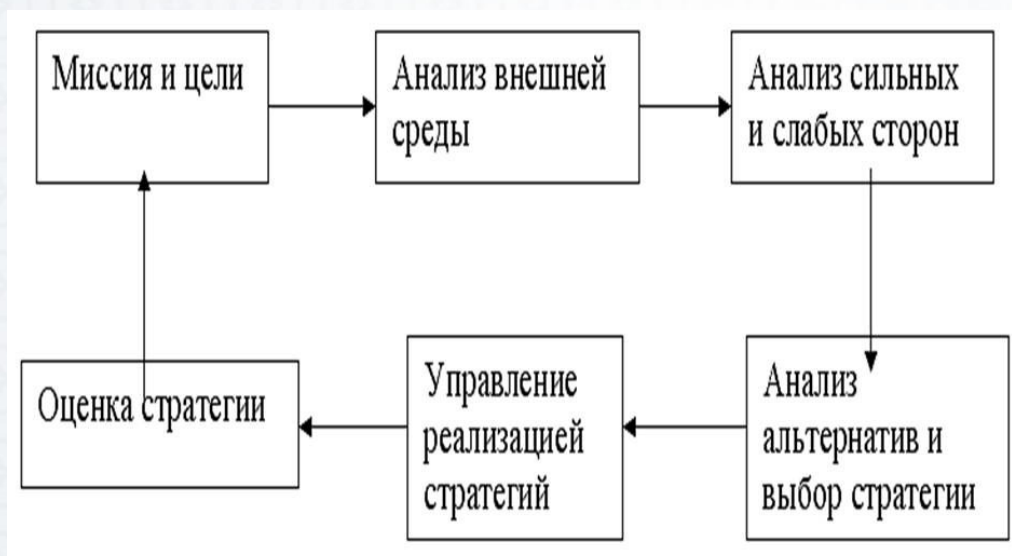 Миссия и цели
Анализ внешней
среды
Анализ сильных
и слабых сторон
Оценка стратегии
Управление
реализацией
стратегий
Анализ
альтернатив и
выбор стратегии